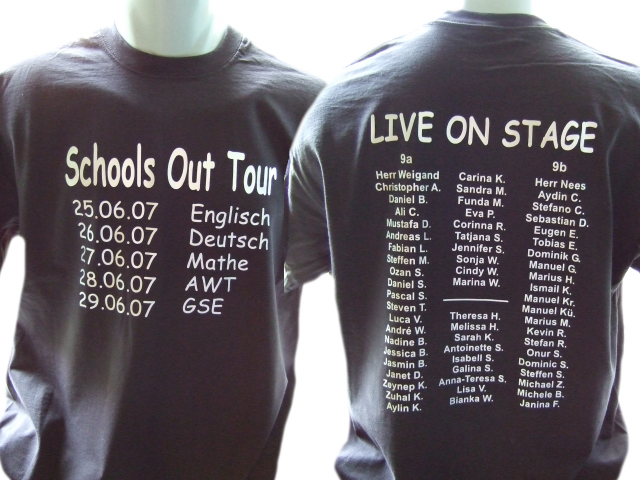 Schools Out Tour
25.06.07 Englisch
26.06.07 Deutsch
27.06.07 Mathe
28.06.07 AWT
29.06.07 GSE
LIVE ON STAGE
9a
Herr Weigand
Christopher A.
Daniel B.
Ali C.
Mustafa D.
Andreas L.
Fabian L.
Steffen M.
Ozan S.
Daniel S.
Pascal S.
Steven T.
Luca V.
André W.
Nadine B.
Jessica B.
Jasmin B.
Janet D.
Zeynep K.
Zuhal K.
Aylin K.
Carina K.
Sandra M.
Funda M.
Eva P.
Corinna R.
Tatjana S.
Jennifer S.
Sonja W.
Cindy W.
Marina W.
Theresa H.
Melissa H.
Sarah K.
Antoinette S.
Isabell S.
Galina S.
Anna-Teresa S.
Lisa V.
Bianka W.
9b
Herr Nees
Aydin C.
Stefano C.
Sebastian D.
Eugen E.
Tobias E.
Dominik G.
Manuel G.
Marius H.
Ismail K.
Manuel Kr.
Manuel Kü.
Marius M.
Kevin R.
Stefan R.
Onur S.
Dominic S.
Steffen S.
Michael Z.
Michele B.
Janina F.